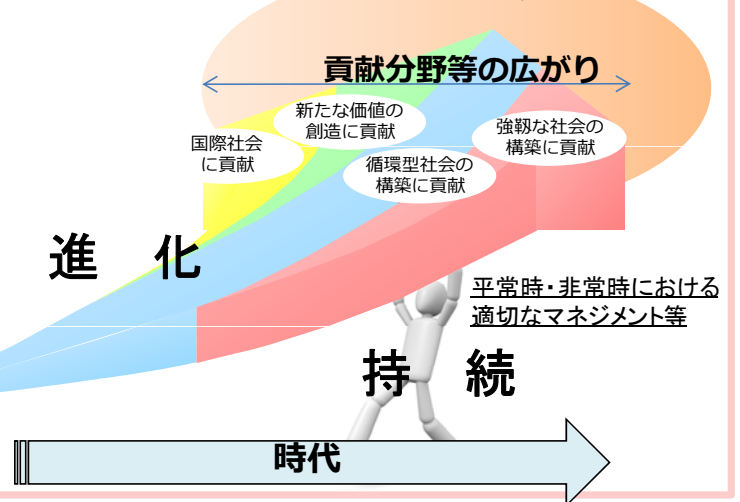 貢献分野等の広がり
新たな価値の
創造に貢献
国際社会
に貢献
強靱な社会の
構築に貢献
循環型社会の
構築に貢献
進 化
平常時・非常時における
適切なマネジメント等
持 続
時代